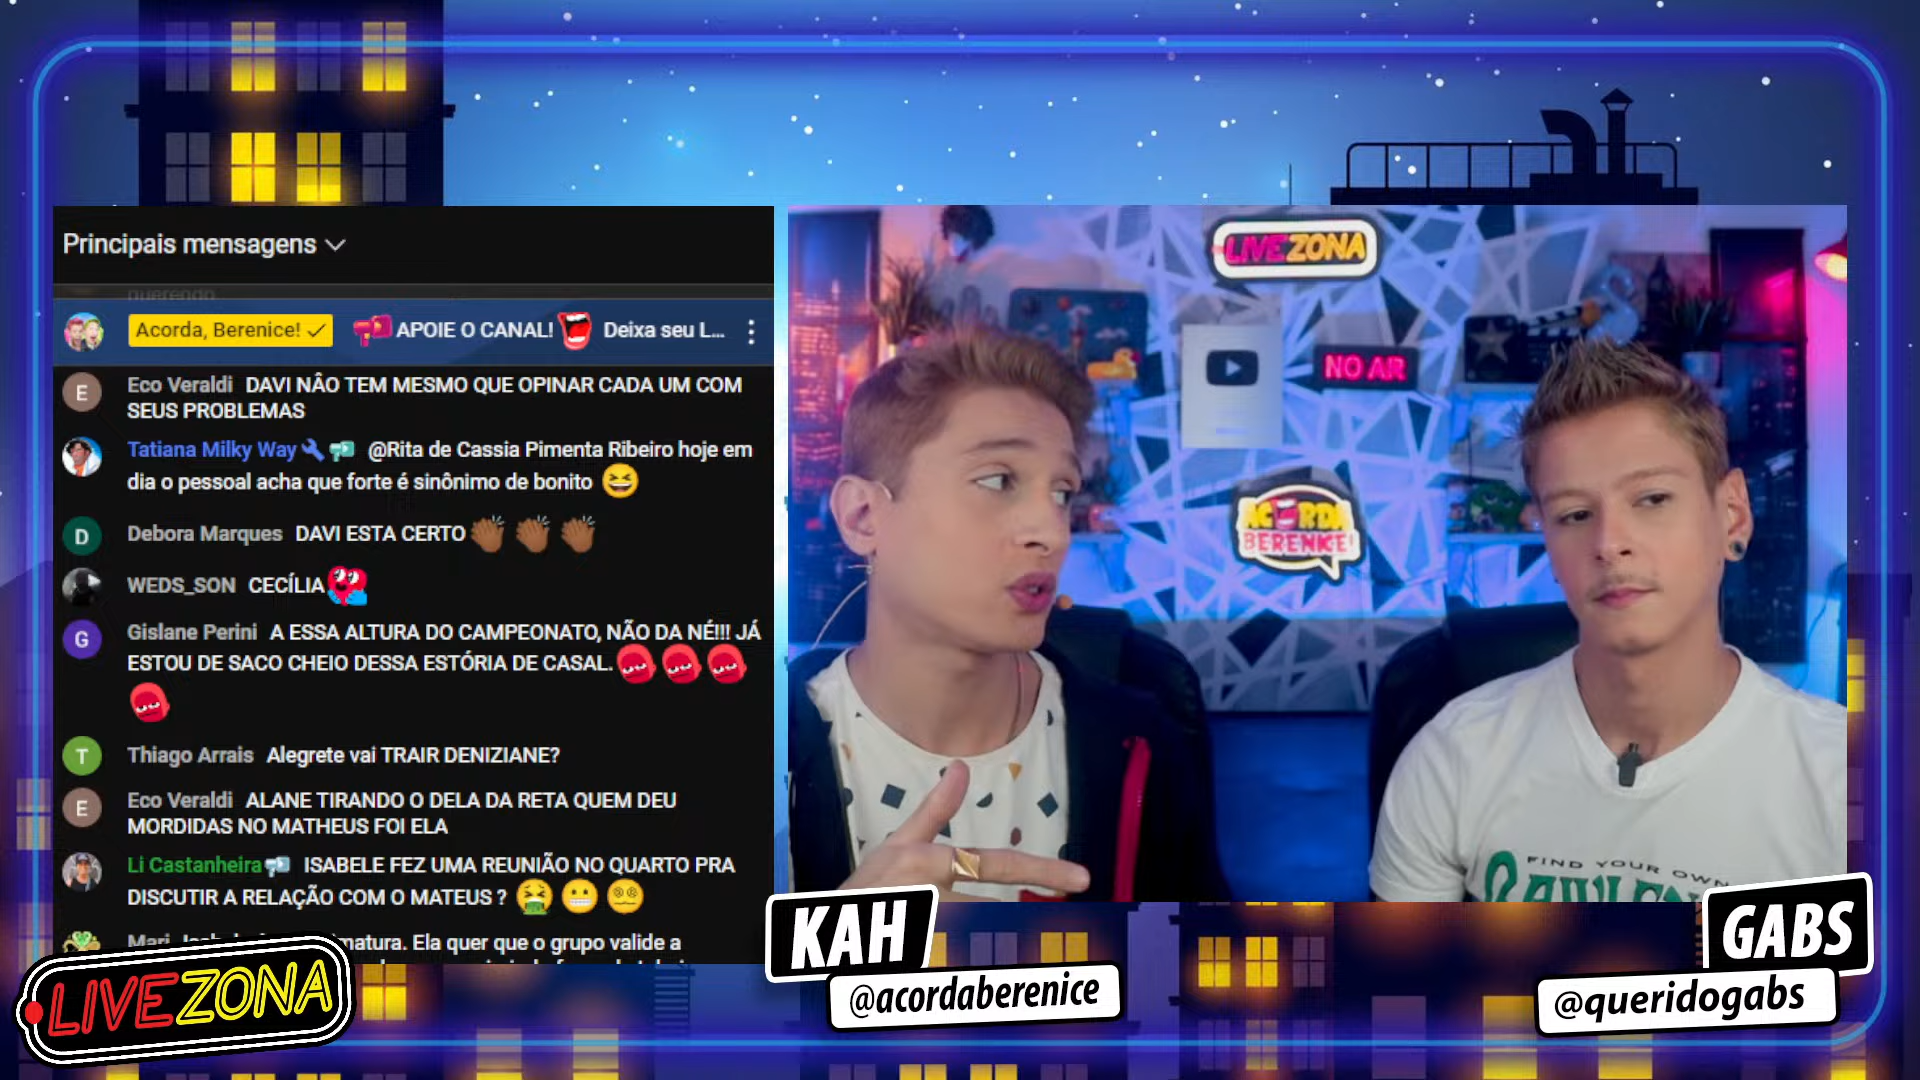 Principais mensagens
querendo
Acorda, Berenice! APOIE O CANAL! Deixa seu L...
E Eco Veraldi DAVI NÂO TEM MESMO QUE OPINAR CADA UM COM
SEUS PROBLEMAS
Tatiana Milky Way @Rita de Cassia Pimenta Ribeiro hoje em
dia o pessoal acha que forte é sinônimo de bonito
D Debora Marques DAVI ESTA CERTO
WEDS_SON CECÍLIA
G Gislane Perini A ESSA ALTURA DO CAMPEONATO, NÃO DA NÉ!!! JÁ
ESTOU DE SACO CHEIO DESSA ESTÓRIA DE CASAL.
T Thiago Arrais Alegrete vai TRAIR DENIZIANE?
E Eco Veraldi ALANE TIRANDO O DELA DA RETA QUEM DEU
MORDIDAS NO MATHEUS FOI ELA
Li Castanheira ISABELE FEZ UMA REUNIÃO NO QUARTO PRA
DISCUTIR A RELAÇÃO COM O MATEUS ?
Mari matura. Ela quer que o grupo valide a
LIVEZONA
LIVEZONA
NO AR
ACORDA
BERENICE!
FIND YOUR OWN
KAH
@acordaberenice
GABS
@queridogabs